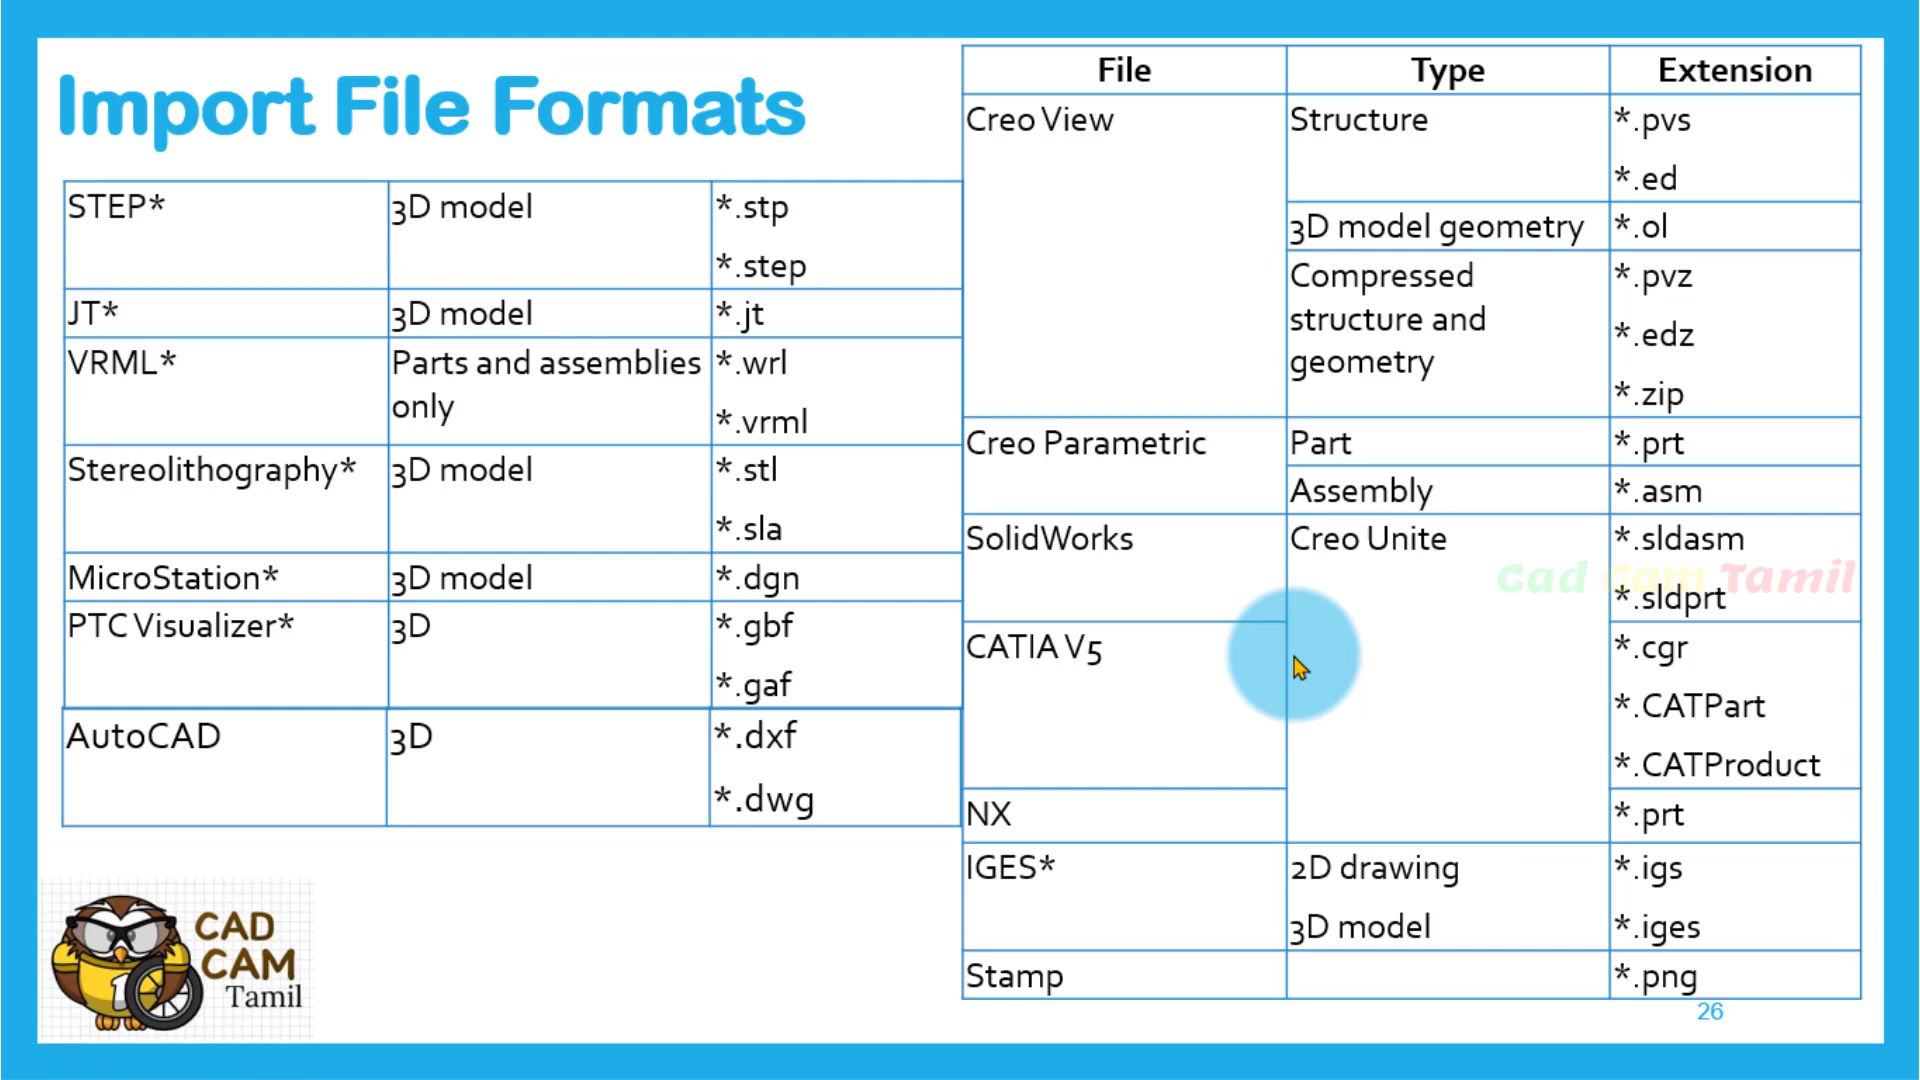 Import File Formats
STEP* 3D model *.stp
*.step
JT* 3D model *.jt
VRML* Parts and assemblies *.wrl
only
*.vrml
Stereolithography* 3D model *.stl
*.sla
MicroStation* 3D model *.dgn
PTC Visualizer* 3D *.gbf
*.gaf
AutoCAD 3D *.dxf
*.dwg
File Type Extension
Creo View Structure *.pvs
*.ed
3D model geometry *.ol
Compressed *.pvz
structure and *.edz
geometry
*.zip
Creo Parametric Part *.prt
Assembly *.asm
SolidWorks Creo Unite *.sldasm
Cad Cam Tamil
*.sldprt
CATIA V5 *.cgr
*.CATPart
*.CATProduct
NX *.prt
IGES* 2D drawing *.igs
3D model *.iges
Stamp *.png
26
CAD
CAM
Tamil
1